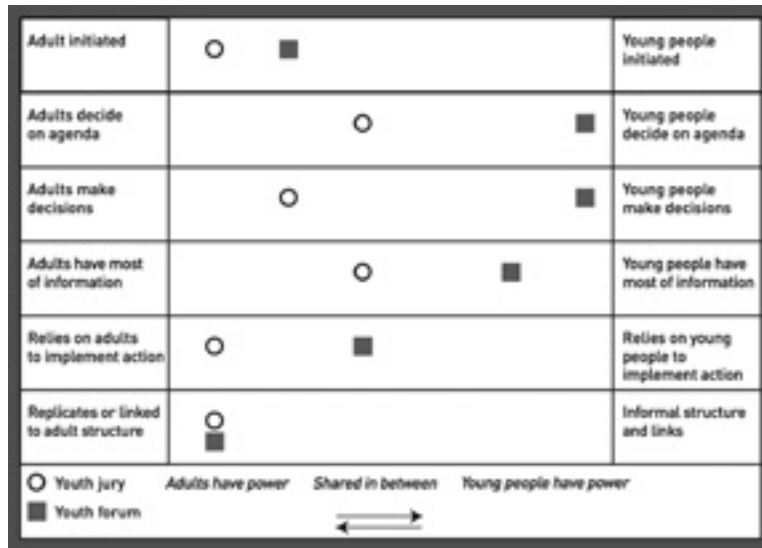 Adult initiated
Young people
initiated
Adults decide
on agenda
Young people
decide on agenda
Adults make
decisions
Young people
make decisions
Adults have most
of information
Young people have
most of information
Relies on adults
to implement action
Relies on young
people to
implement action
Replicates or linked
to adult structure
Informal structure
and links
Youth jury
Adults have power
Shared in between
Young people have power
Youth forum